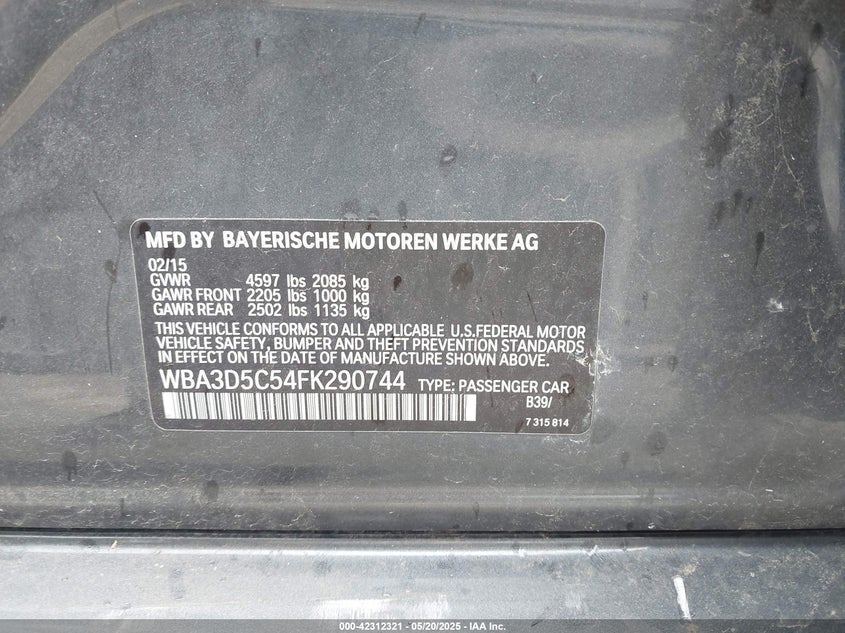 MFD BY BAYERISCHE MOTOREN WERKE AG
02/15
GVWR 4597 lbs 2085 kg
GAWR FRONT 2205 lbs 1000 kg
GAWR REAR 2502 lbs 1135 kg
THIS VEHICLE CONFORMS TO ALL APPLICABLE U.S.FEDERAL MOTOR
VEHICLE SAFETY, BUMPER AND THEFT PREVENTION STANDARDS
IN EFFECT ON THE DATE OF MANUFACTURE SHOWN ABOVE.
WBA3D5C54FK290744 TYPE: PASSENGER CAR
B39/
7 315 814
000-42312321 - 05/20/2025 - IAA Inc.